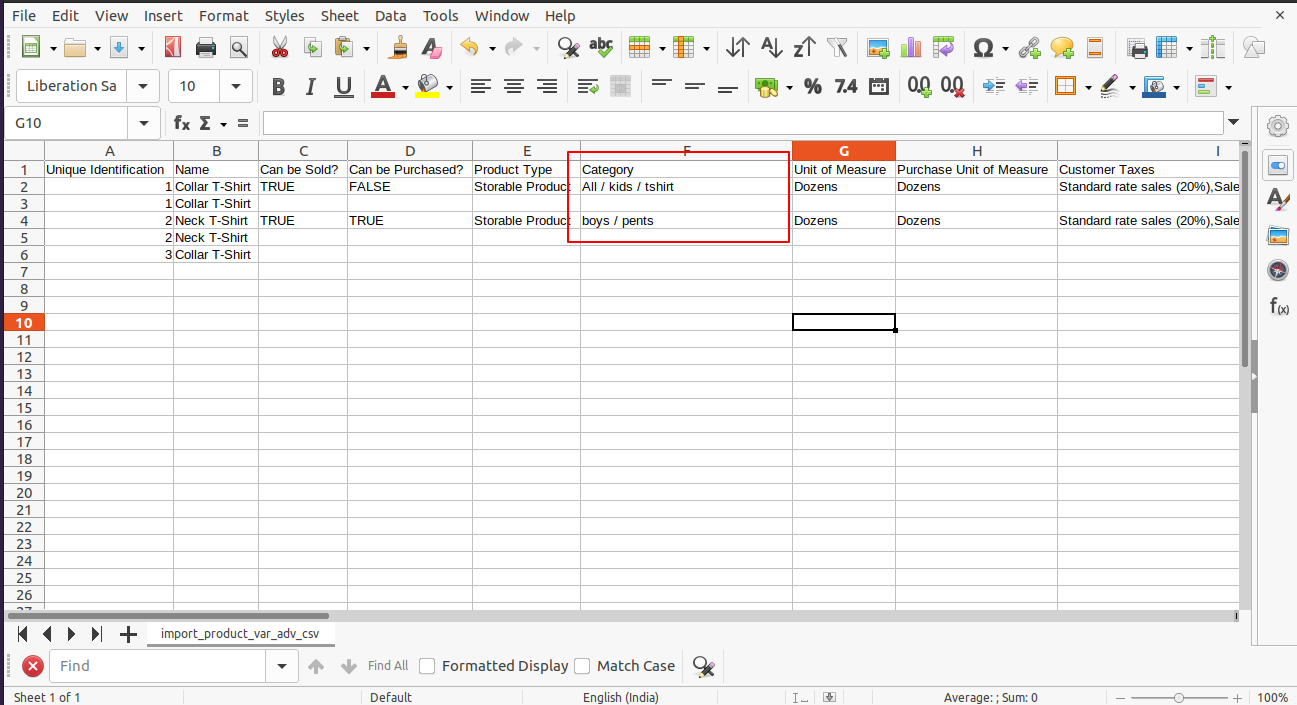 File Edit View Insert Format Styles Sheet Data Tools Window Help
Liberation Sa 10
G10
A B C D E F G H I
1 Unique Identification Name Can be Sold? Can be Purchased? Product Type Category Unit of Measure Purchase Unit of Measure Customer Taxes
2 1 Collar T-Shirt TRUE FALSE Storable Product All / kids / tshirt Dozens Dozens Standard rate sales (20%),Sale
3 1 Collar T-Shirt
4 2 Neck T-Shirt TRUE TRUE Storable Product boys / pents Dozens Dozens Standard rate sales (20%),Sale
5 2 Neck T-Shirt
6 3 Collar T-Shirt
7
8
9
10
11
12
13
14
15
16
17
18
19
20
21
22
23
24
25
26
27
import_product_var_adv_csv
Find Find All Formatted Display Match Case
Sheet 1 of 1 Default English (India) Average: ; Sum: 0 100%